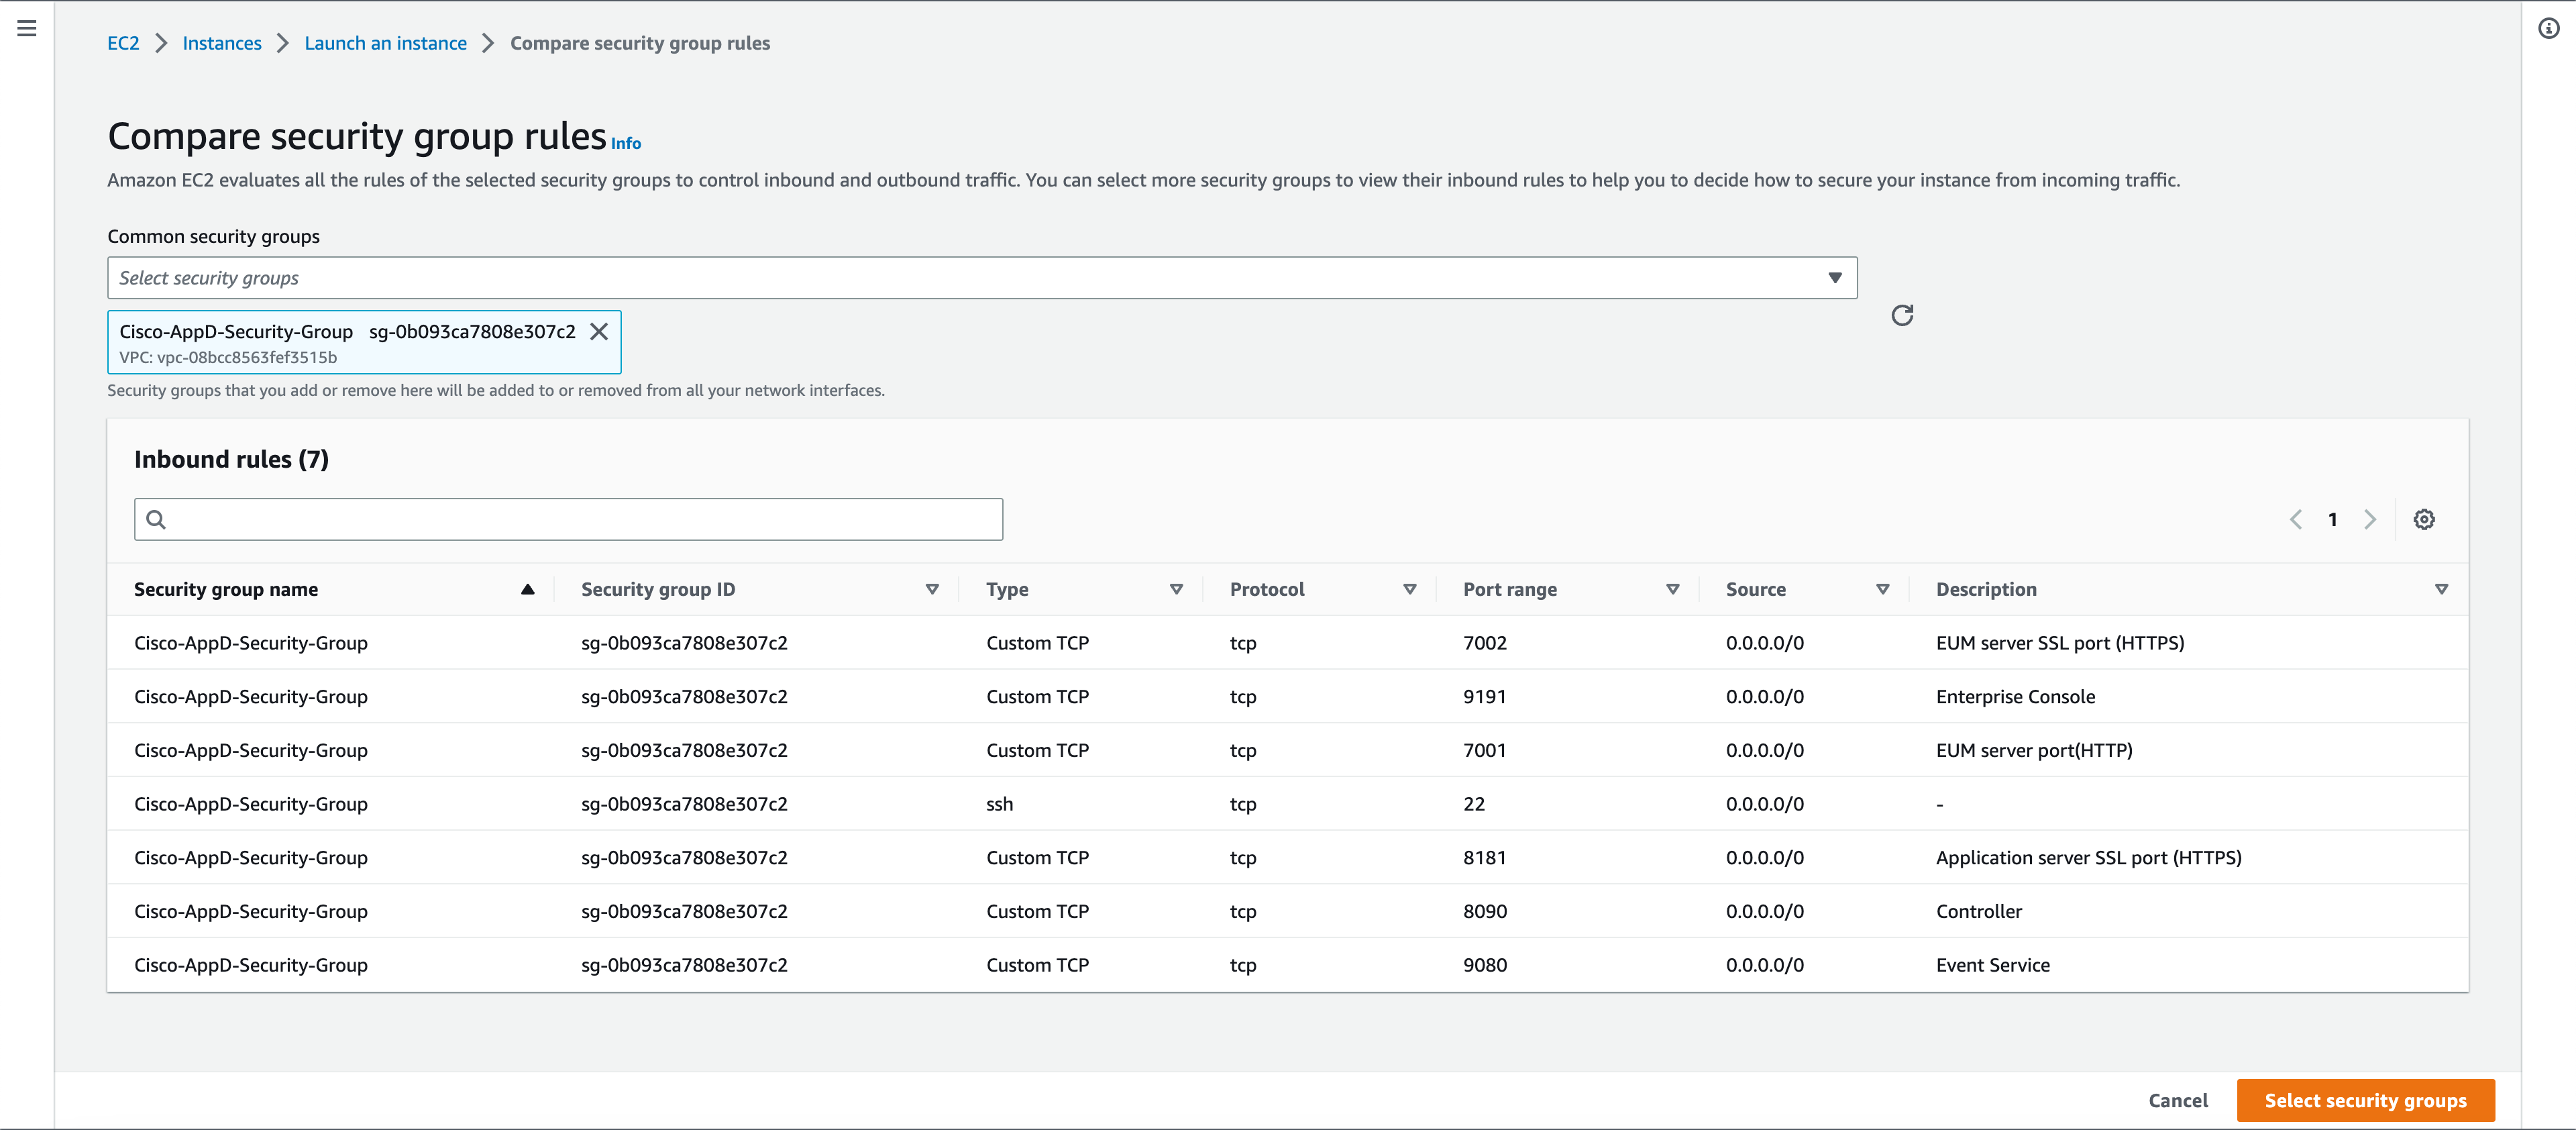 EC2 Instances Launch an instance Compare security group rules
Compare security group rules Info
Amazon EC2 evaluates all the rules of the selected security groups to control inbound and outbound traffic. You can select more security groups to view their inbound rules to help you to decide how to secure your instance from incoming traffic.
Common security groups
Select security groups
Cisco-AppD-Security-Group sg-0b093ca7808e307c2
VPC: vpc-08bcc8563fef3515b
Security groups that you add or remove here will be added to or removed from all your network interfaces.
Inbound rules (7)
1
Security group name Security group ID Type Protocol Port range Source Description
Cisco-AppD-Security-Group sg-0b093ca7808e307c2 Custom TCP tcp 7002 0.0.0.0/0 EUM server SSL port (HTTPS)
Cisco-AppD-Security-Group sg-0b093ca7808e307c2 Custom TCP tcp 9191 0.0.0.0/0 Enterprise Console
Cisco-AppD-Security-Group sg-0b093ca7808e307c2 Custom TCP tcp 7001 0.0.0.0/0 EUM server port(HTTP)
Cisco-AppD-Security-Group sg-0b093ca7808e307c2 ssh tcp 22 0.0.0.0/0 -
Cisco-AppD-Security-Group sg-0b093ca7808e307c2 Custom TCP tcp 8181 0.0.0.0/0 Application server SSL port (HTTPS)
Cisco-AppD-Security-Group sg-0b093ca7808e307c2 Custom TCP tcp 8090 0.0.0.0/0 Controller
Cisco-AppD-Security-Group sg-0b093ca7808e307c2 Custom TCP tcp 9080 0.0.0.0/0 Event Service
Cancel Select security groups